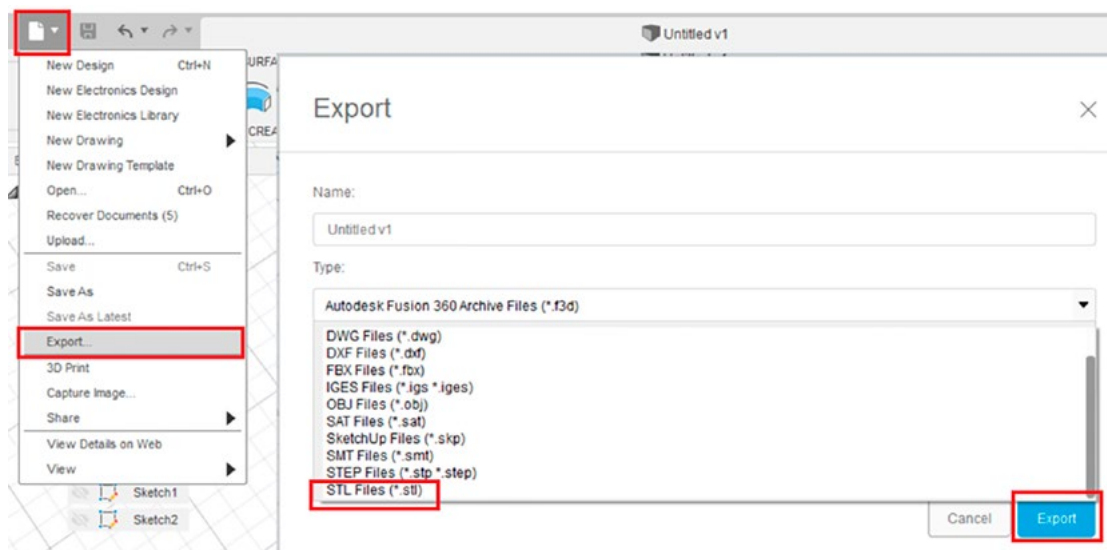 Untitled v1
New Design Ctrl+N
New Electronics Design
New Electronics Library
New Drawing
New Drawing Template
Open... Ctrl+O
Recover Documents (5)
Upload...
Save Ctrl+S
Save As
Save As Latest
Export...
3D Print
Capture Image...
Share
View Details on Web
View
Sketch1
Sketch2
URFA
CREA
Export
Name:
Untitled v1
Type:
Autodesk Fusion 360 Archive Files (*.f3d)
DWG Files (*.dwg)
DXF Files (*.dxf)
FBX Files (*.fbx)
IGES Files (*.igs *.iges)
OBJ Files (*.obj)
SAT Files (*.sat)
SketchUp Files (*.skp)
SMT Files (*.smt)
STEP Files (*.stp *.step)
STL Files (*.stl)
Cancel Export